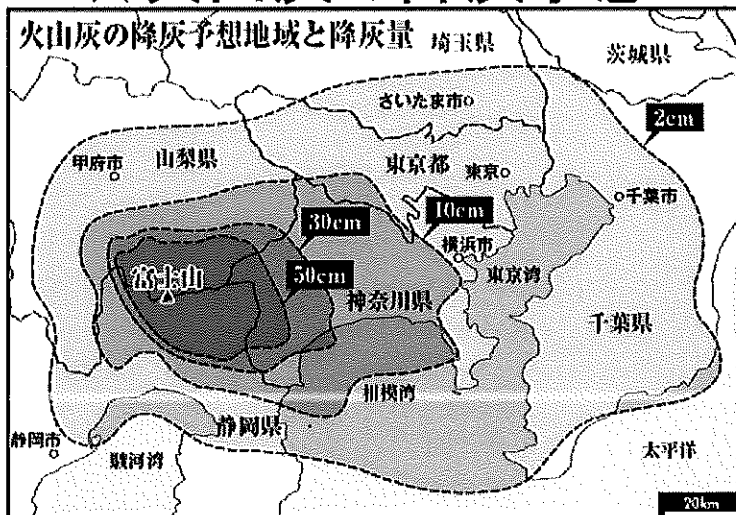 火山灰の降灰予想地域と降灰量
埼玉県
茨城県
さいたま市
2cm
甲府市
山梨県
東京都
東京
千葉市
30cm
10cm
横浜市
富士山
50cm
神奈川県
東京湾
千葉県
相模湾
静岡県
静岡市
駿河湾
太平洋
20km